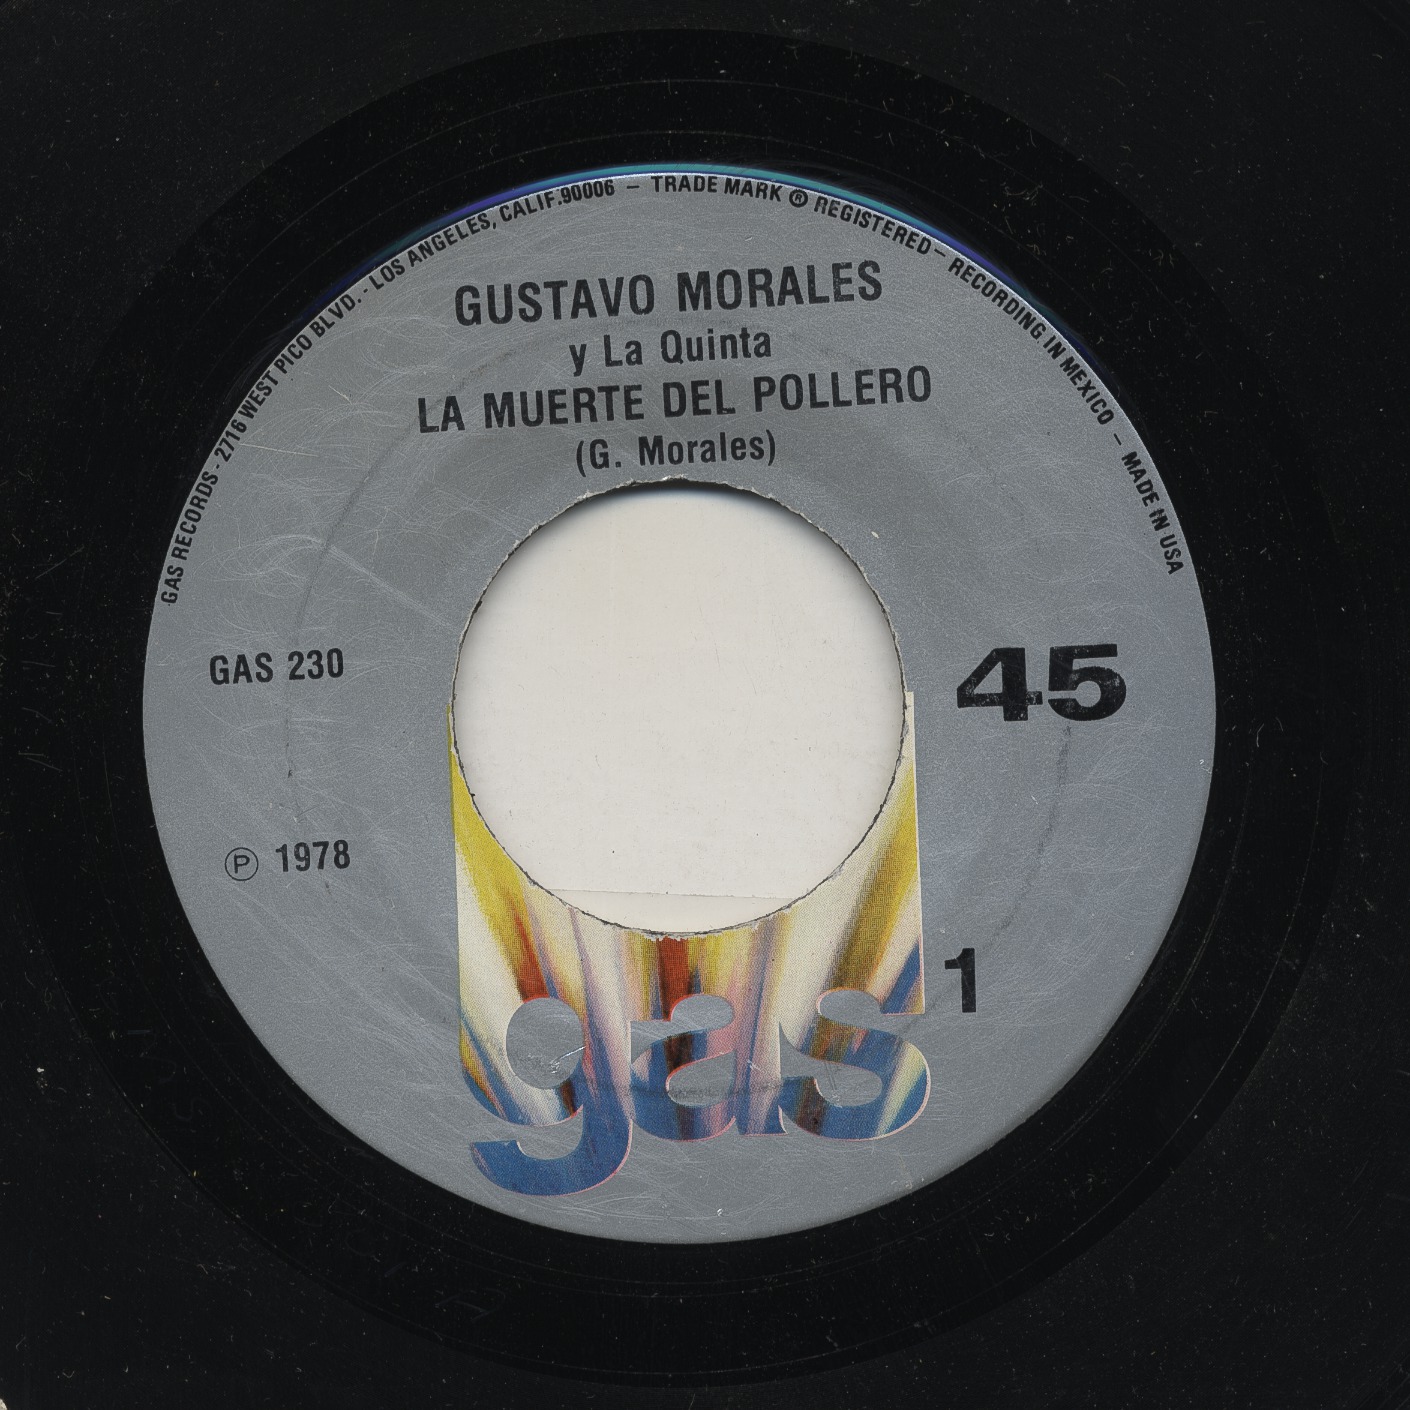 GAS RECORDS - 2716 WEST PICO BLVD. - LOS ANGELES, CALIF.90006 – TRADE MARK ® REGISTERED – RECORDING IN MEXICO – MADE IN USA
GUSTAVO MORALES
y La Quinta
LA MUERTE DEL POLLERO
(G. Morales)
GAS 230
45
℗ 1978
1
gas